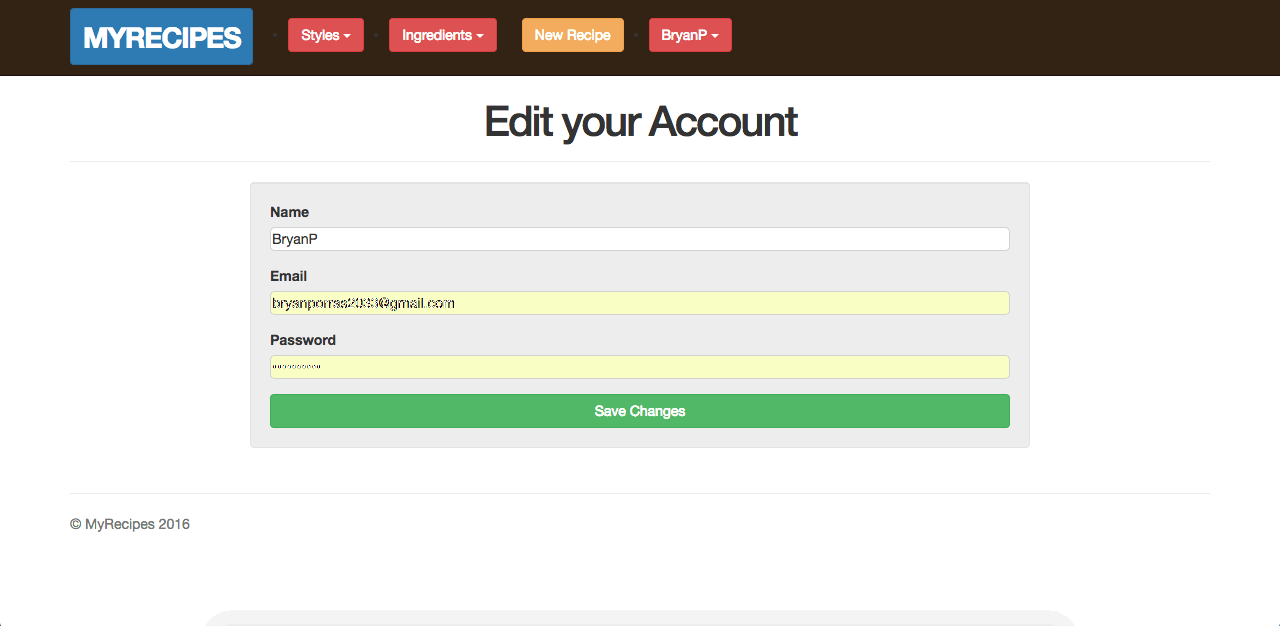 MYRECIPES Styles Ingredients New Recipe BryanP
Edit your Account
Name
BryanP
Email
bryanporras2033@gmail.com
Password
Save Changes
© MyRecipes 2016